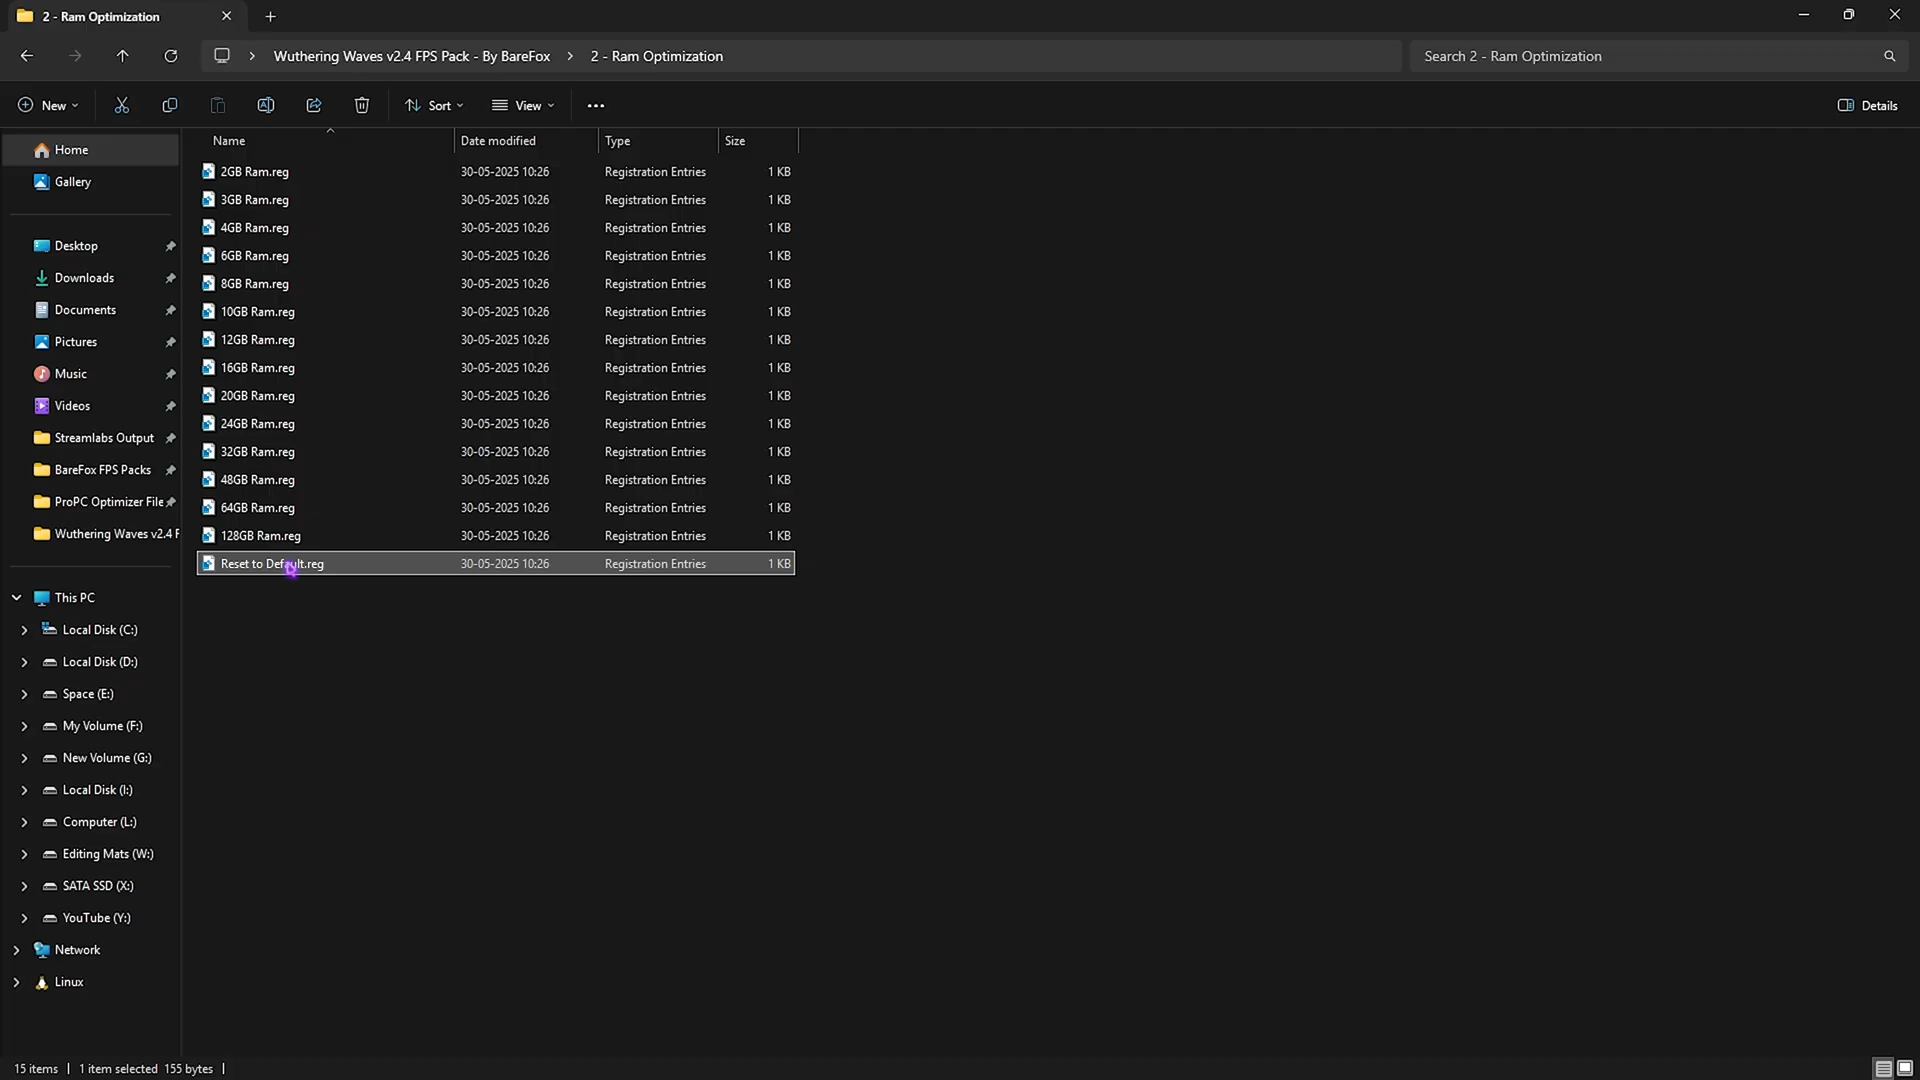 2 - Ram Optimization
Wuthering Waves v2.4 FPS Pack - By BareFox
2 - Ram Optimization
Search 2 - Ram Optimization
New
Sort
View
Details
Name
Date modified
Type
Size
Home
Gallery
Desktop
Downloads
Documents
Pictures
Music
Videos
Streamlabs Output
BareFox FPS Packs
ProPC Optimizer File
Wuthering Waves v2.4 F
This PC
Local Disk (C:)
Local Disk (D:)
Space (E:)
My Volume (F:)
New Volume (G:)
Local Disk (I:)
Computer (L:)
Editing Mats (W:)
SATA SSD (X:)
YouTube (Y:)
Network
Linux
2GB Ram.reg 30-05-2025 10:26 Registration Entries 1 KB
3GB Ram.reg 30-05-2025 10:26 Registration Entries 1 KB
4GB Ram.reg 30-05-2025 10:26 Registration Entries 1 KB
6GB Ram.reg 30-05-2025 10:26 Registration Entries 1 KB
8GB Ram.reg 30-05-2025 10:26 Registration Entries 1 KB
10GB Ram.reg 30-05-2025 10:26 Registration Entries 1 KB
12GB Ram.reg 30-05-2025 10:26 Registration Entries 1 KB
16GB Ram.reg 30-05-2025 10:26 Registration Entries 1 KB
20GB Ram.reg 30-05-2025 10:26 Registration Entries 1 KB
24GB Ram.reg 30-05-2025 10:26 Registration Entries 1 KB
32GB Ram.reg 30-05-2025 10:26 Registration Entries 1 KB
48GB Ram.reg 30-05-2025 10:26 Registration Entries 1 KB
64GB Ram.reg 30-05-2025 10:26 Registration Entries 1 KB
128GB Ram.reg 30-05-2025 10:26 Registration Entries 1 KB
Reset to Default.reg 30-05-2025 10:26 Registration Entries 1 KB
15 items
1 item selected 155 bytes